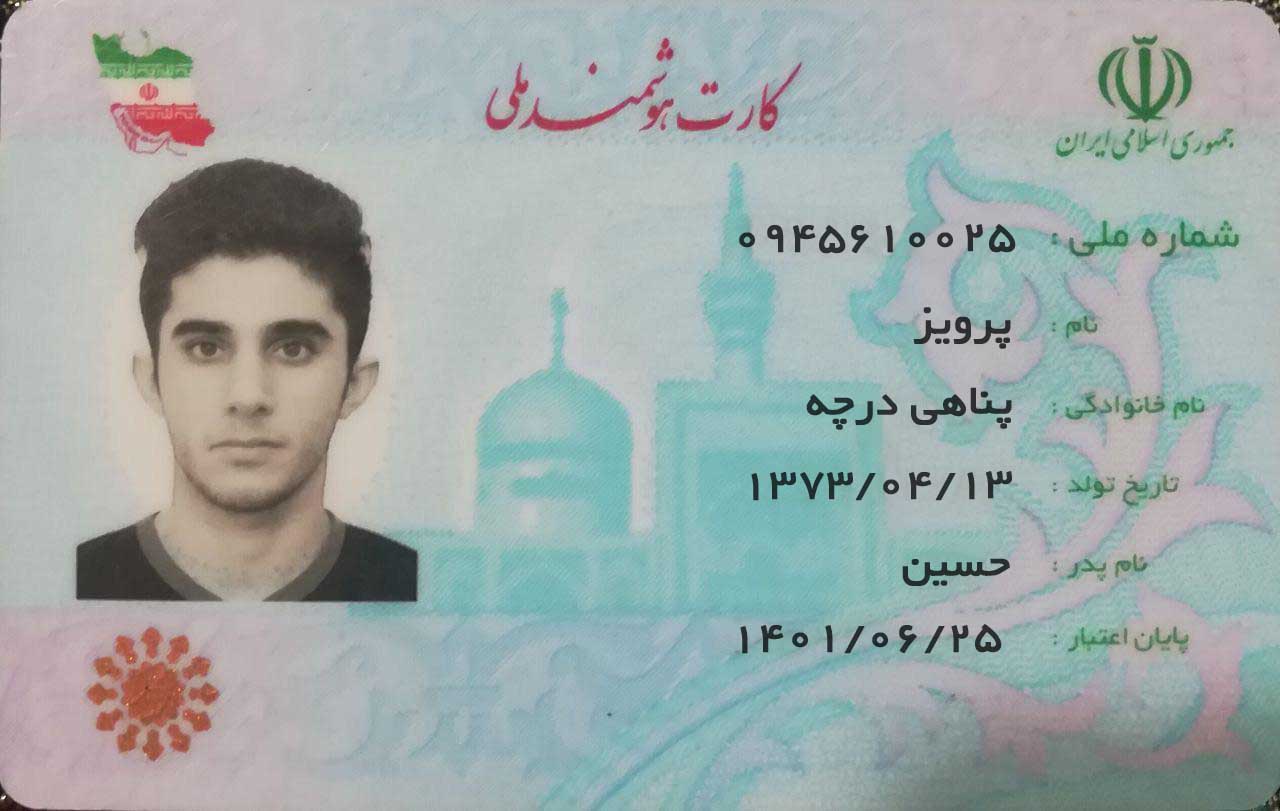 کارت هوشمند ملی
جمهوری اسلامی ایران
شماره ملی : ۰۹۴۵۶۱۰۰۲۵
نام : پرویز
نام خانوادگی : پناهی درچه
تاریخ تولد : ۱۳۷۳/۰۴/۱۳
نام پدر : حسین
پایان اعتبار : ۱۴۰۱/۰۶/۲۵